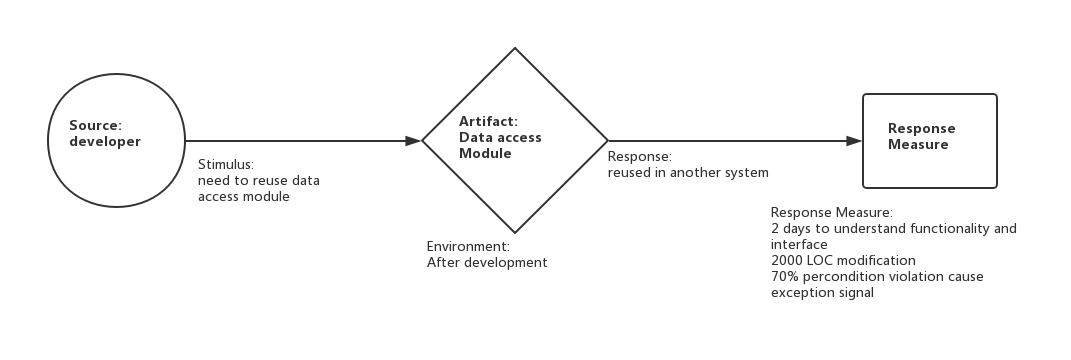 Source:
developer
Stimulus:
need to reuse data
access module
Artifact:
Data access
Module
Environment:
After development
Response:
reused in another system
Response
Measure
Response Measure:
2 days to understand functionality and
interface
2000 LOC modification
70% percondition violation cause
exception signal